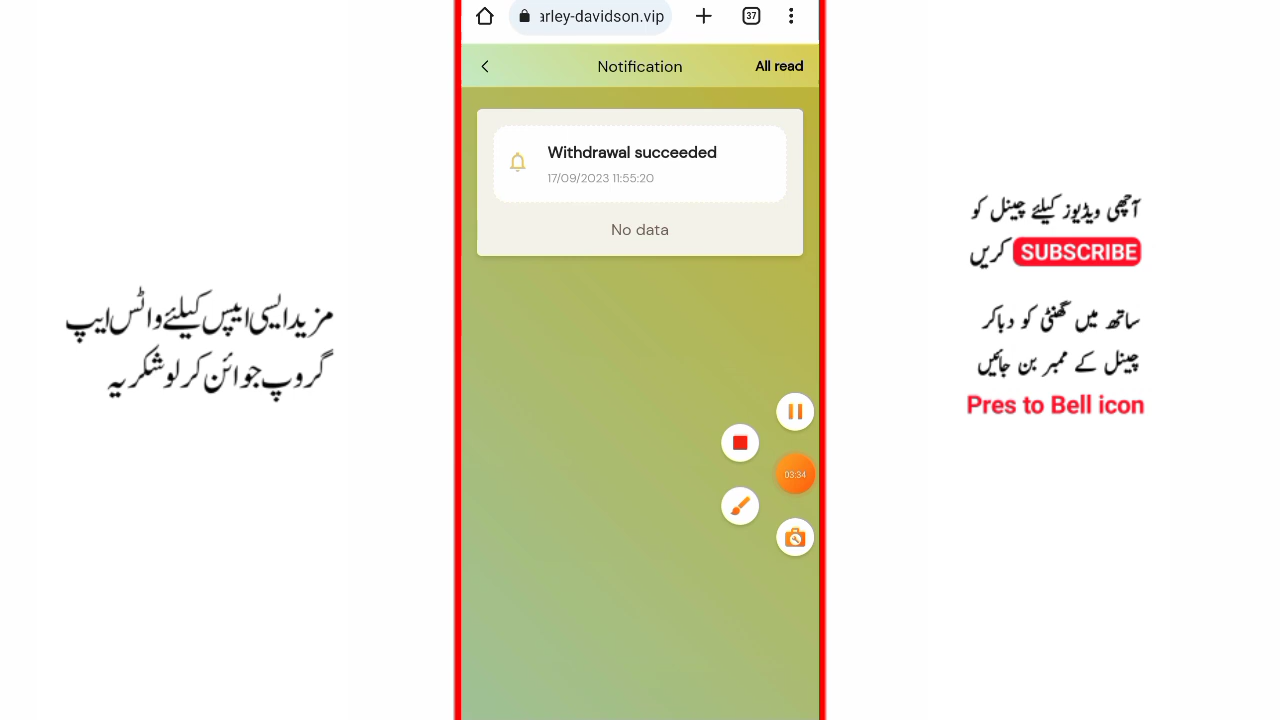 arley-davidson.vip
37
Notification
All read
Withdrawal succeeded
17/09/2023 11:55:20
No data
03:34
مزید ایسی ایپس کیلئے واٹس ایپ
گروپ جوائن کر لو شکریہ
آچھی ویڈیوز کیلئے چینل کو
SUBSCRIBE کریں
ساتھ میں گھنٹی کو دبا کر
چینل کے ممبر بن جائیں
Pres to Bell icon